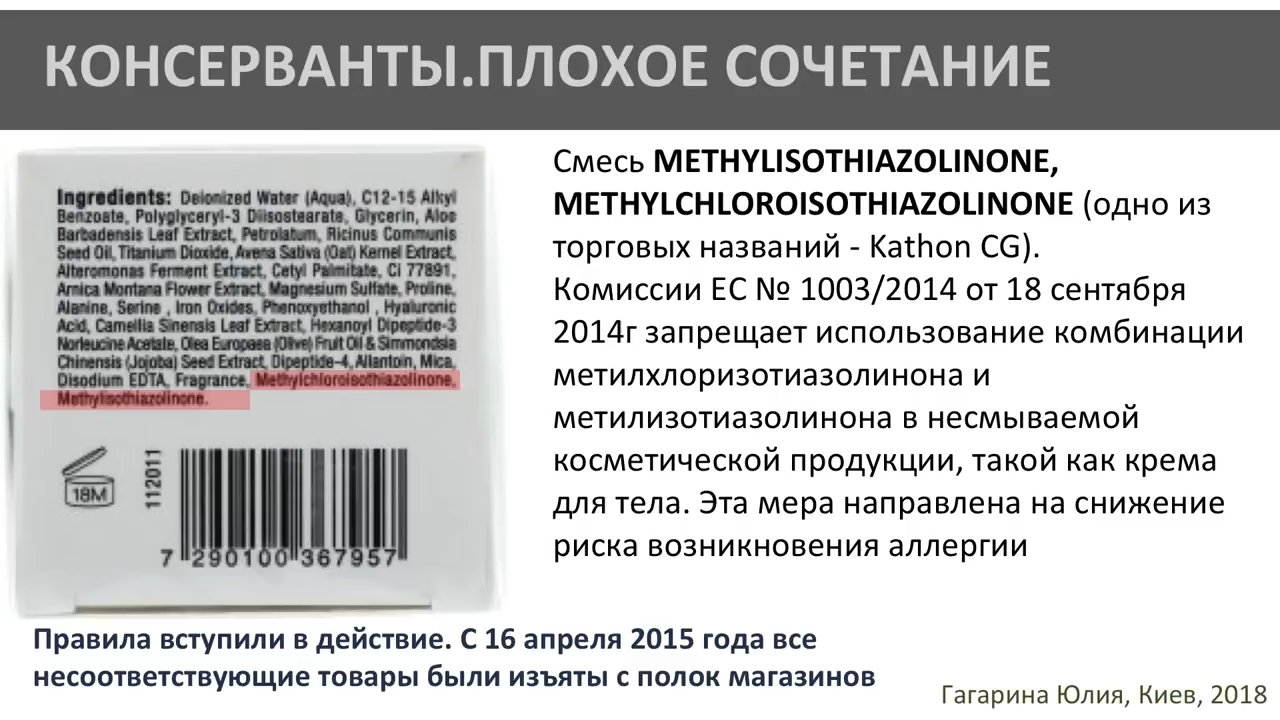 КОНСЕРВАНТЫ.ПЛОХОЕ СОЧЕТАНИЕ
Ingredients: Deionized Water (Aqua), C12-15 Alkyl
Benzoate, Polyglyceryl-3 Diisostearate, Glycerin, Aloe
Barbadensis Leaf Extract, Petrolatum, Ricinus Communis
Seed Oil, Titanium Dioxide, Avena Sativa (Oat) Kernel Extract,
Alteromonas Ferment Extract, Cetyl Palmitate, CI 77891,
Arnica Montana Flower Extract, Magnesium Sulfate, Proline,
Alanine, Serine , Iron Oxides, Phenoxyethanol , Hyaluronic
Acid, Camellia Sinensis Leaf Extract, Hexanoyl Dipeptide-3
Norleucine Acetate, Olea Europaea (Olive) Fruit Oil & Simmondsia
Chinensis (Jojoba) Seed Extract, Dipeptide-4, Allantoin, Mica,
Disodium EDTA, Fragrance, Methylchloroisothiazolinone,
Methylisothiazolinone.
18M
112011
7 290100 367957
Смесь METHYLISOTHIAZOLINONE,
METHYLCHLOROISOTHIAZOLINONE (одно из
торговых названий - Kathon CG).
Комиссии ЕС № 1003/2014 от 18 сентября
2014г запрещает использование комбинации
метилхлоризотиазолинона и
метилизотиазолинона в несмываемой
косметической продукции, такой как крема
для тела. Эта мера направлена на снижение
риска возникновения аллергии
Правила вступили в действие. С 16 апреля 2015 года все
несоответствующие товары были изъяты с полок магазинов
Гагарина Юлия, Киев, 2018